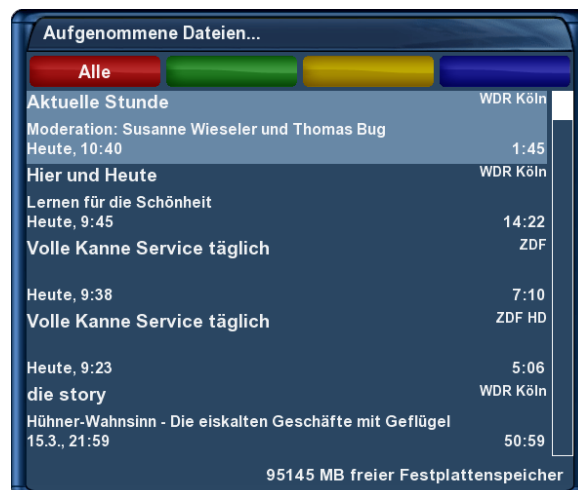 Aufgenommene Dateien...
Alle
Aktuelle Stunde WDR Köln
Moderation: Susanne Wieseler und Thomas Bug
Heute, 10:40 1:45
Hier und Heute WDR Köln
Lernen für die Schönheit
Heute, 9:45 14:22
Volle Kanne Service täglich ZDF
Heute, 9:38 7:10
Volle Kanne Service täglich ZDF HD
Heute, 9:23 5:06
die story WDR Köln
Hühner-Wahnsinn - Die eiskalten Geschäfte mit Geflügel
15.3., 21:59 50:59
95145 MB freier Festplattenspeicher